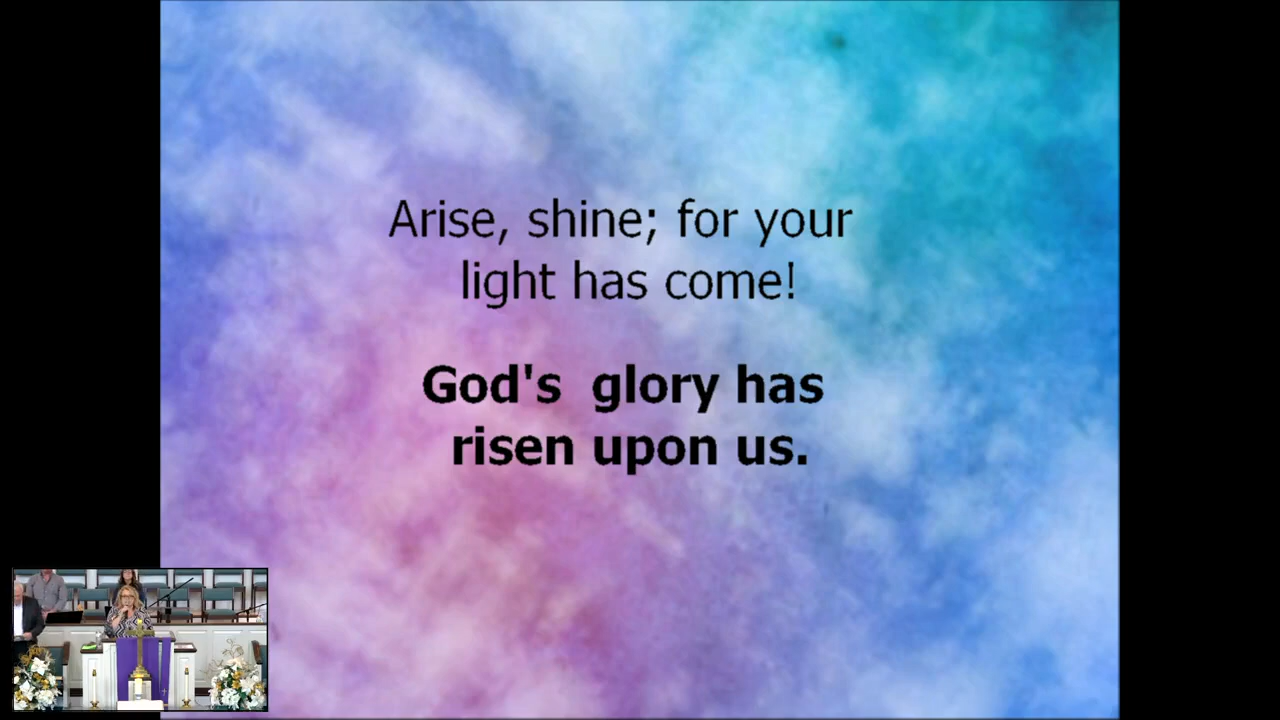 Arise, shine; for your
light has come!
God's  glory has
risen upon us.